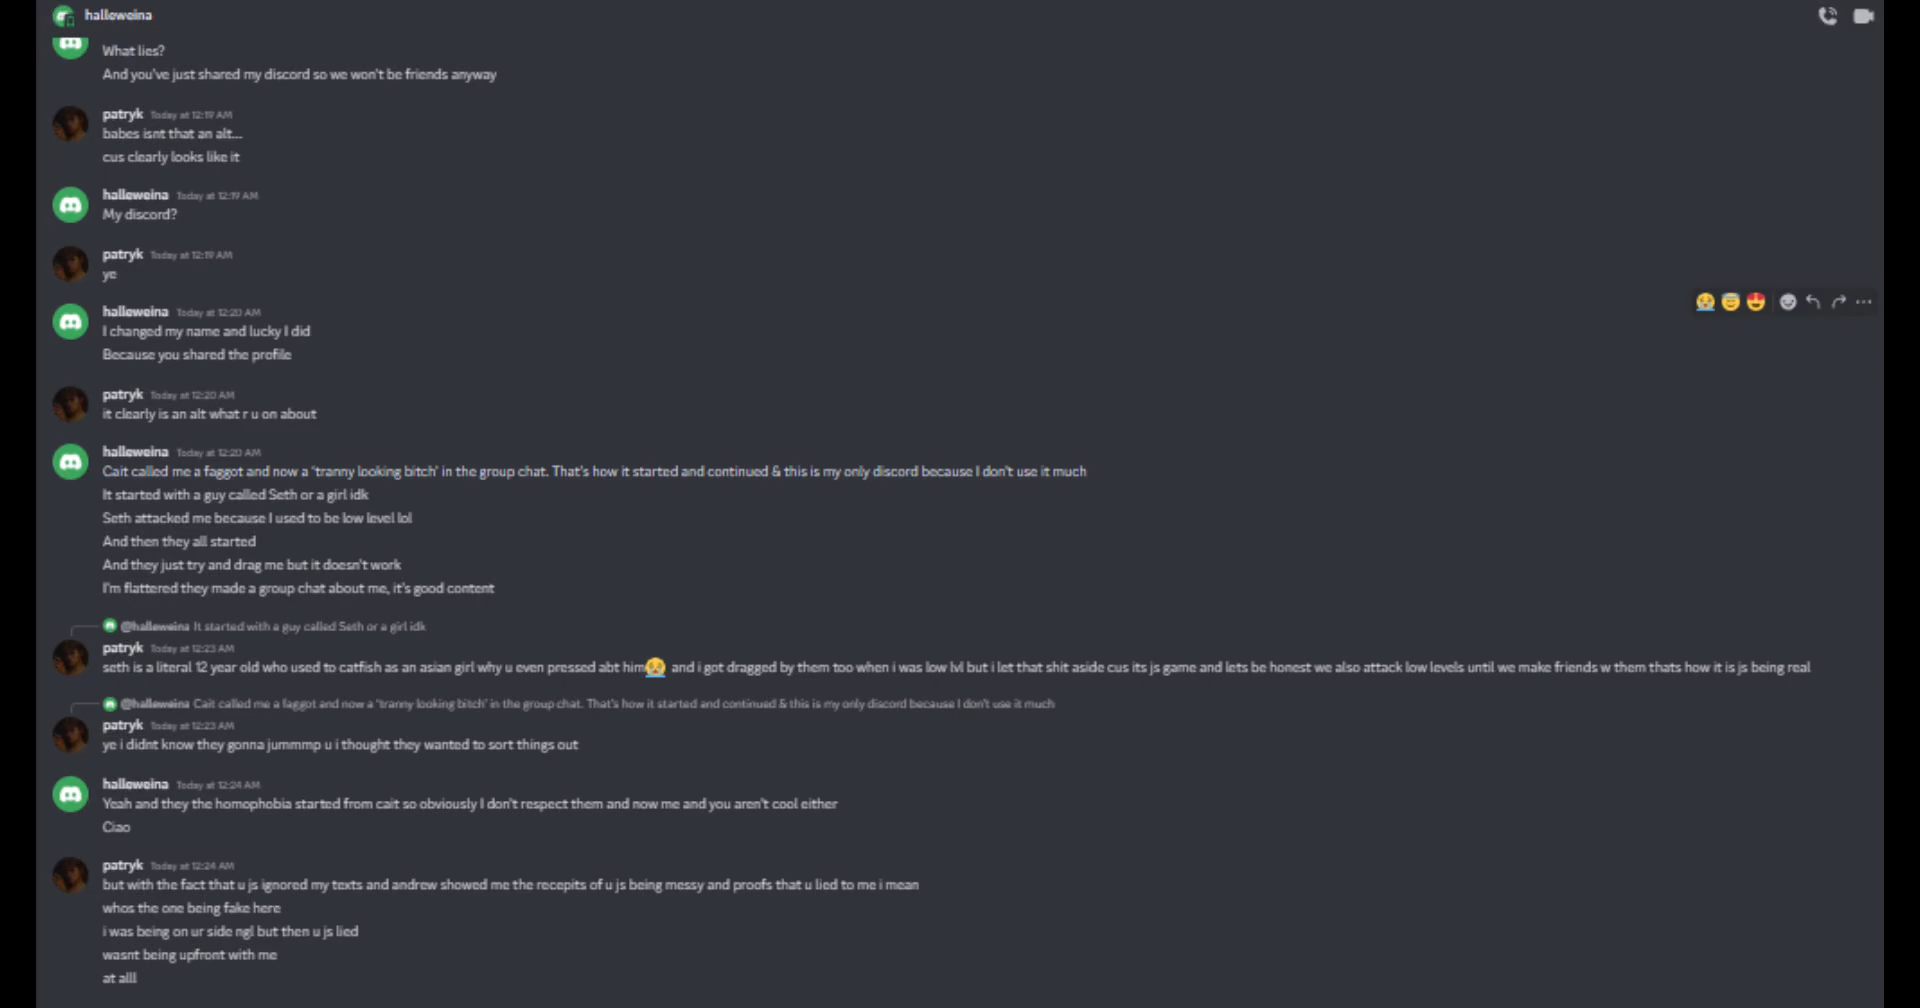 halleweina
What lies?
And you've just shared my discord so we won't be friends anyway
patryk Today at 12:19 AM
babes isnt that an alt...
cus clearly looks like it
halleweina Today at 12:19 AM
My discord?
patryk Today at 12:19 AM
ye
halleweina Today at 12:20 AM
I changed my name and lucky I did
Because you shared the profile
patryk Today at 12:20 AM
it clearly is an alt what r u on about
halleweina Today at 12:20 AM
Cait called me a faggot and now a 'tranny looking bitch' in the group chat. That's how it started and continued & this is my only discord because I don't use it much
It started with a guy called Seth or a girl idk
Seth attacked me because I used to be low level lol
And then they all started
And they just try and drag me but it doesn't work
I'm flattered they made a group chat about me, it's good content
@halleweina It started with a guy called Seth or a girl idk
patryk Today at 12:23 AM
seth is a literal 12 year old who used to catfish as an asian girl why u even pressed abt him😭 and i got dragged by them too when i was low lvl but i let that shit aside cus its js game and lets be honest we also attack low levels until we make friends w them thats how it is js being real
@halleweina Cait called me a faggot and now a 'tranny looking bitch' in the group chat. That's how it started and continued & this is my only discord because I don't use it much
patryk Today at 12:23 AM
ye i didnt know they gonna jummmp u i thought they wanted to sort things out
halleweina Today at 12:24 AM
Yeah and they the homophobia started from cait so obviously I don't respect them and now me and you aren't cool either
Ciao
patryk Today at 12:24 AM
but with the fact that u js ignored my texts and andrew showed me the recepits of u js being messy and proofs that u lied to me i mean
whos the one being fake here
i was being on ur side ngl but then u js lied
wasnt being upfront with me
at alll